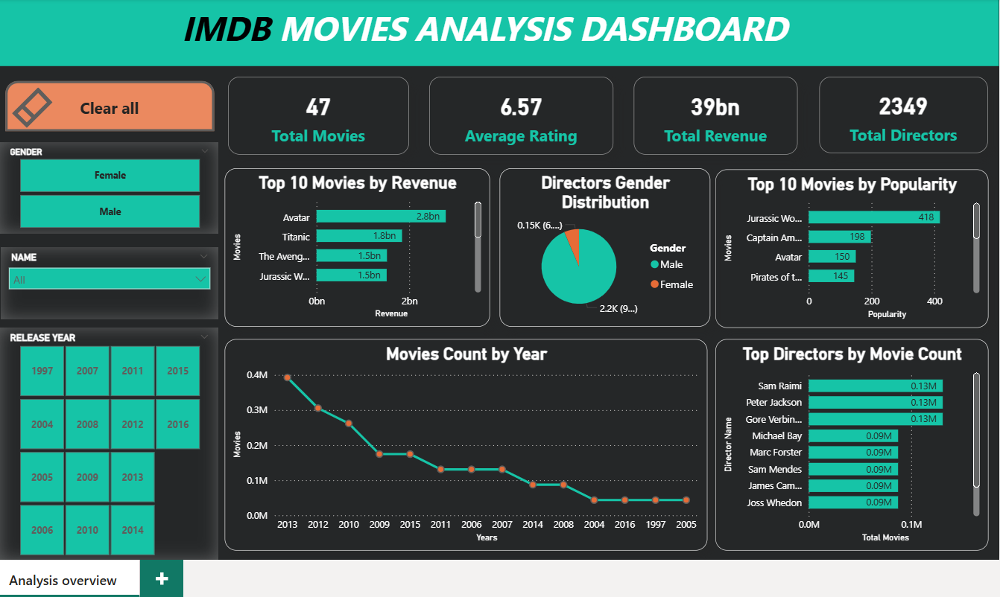 IMDB MOVIES ANALYSIS DASHBOARD
Clear all
47
Total Movies
6.57
Average Rating
39bn
Total Revenue
2349
Total Directors
GENDER
Female
Male
NAME
All
RELEASE YEAR
1997 2007 2011 2015
2004 2008 2012 2016
2005 2009 2013
2006 2010 2014
Top 10 Movies by Revenue
Movies
Avatar 2.8bn
Titanic 1.8bn
The Aveng... 1.5bn
Jurassic W... 1.5bn
0bn 2bn
Revenue
Directors Gender
Distribution
0.15K (6....)
2.2K (9...)
Gender
Male
Female
Top 10 Movies by Popularity
Movies
Jurassic Wo... 418
Captain Am... 198
Avatar 150
Pirates of t... 145
0 200 400
Popularity
Movies Count by Year
Movies
0.4M
0.3M
0.2M
0.1M
0.0M
2013 2012 2010 2009 2015 2011 2006 2007 2014 2008 2004 2016 1997 2005
Years
Top Directors by Movie Count
Director Name
Sam Raimi 0.13M
Peter Jackson 0.13M
Gore Verbin... 0.13M
Michael Bay 0.09M
Marc Forster 0.09M
Sam Mendes 0.09M
James Cam... 0.09M
Joss Whedon 0.09M
0.0M 0.1M
Total Movies
Analysis overview
+